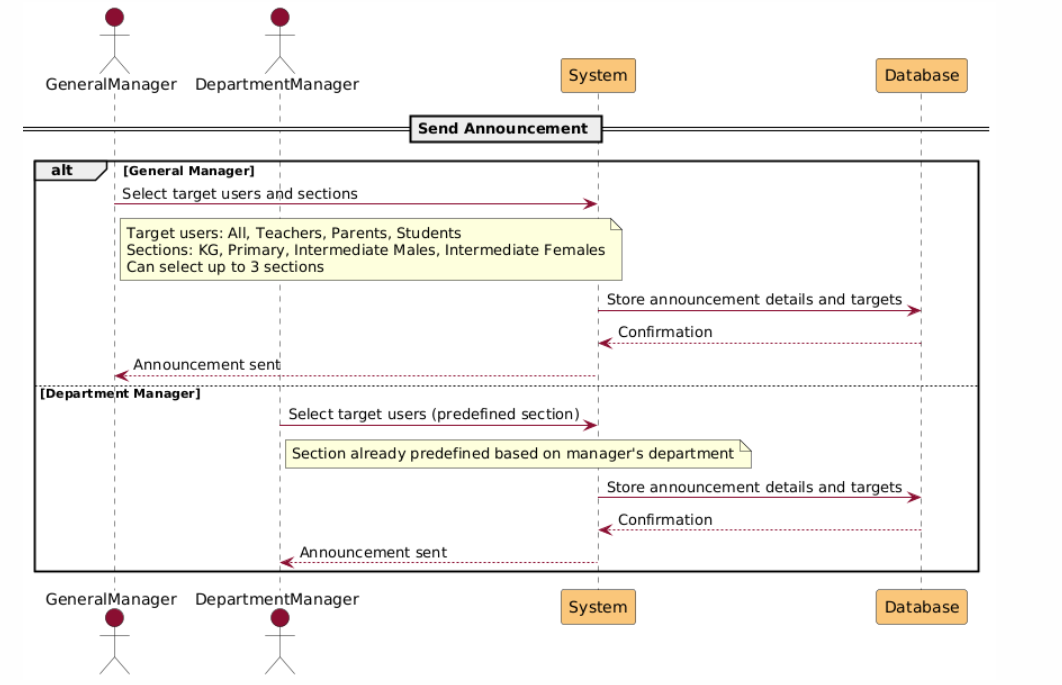 GeneralManager DepartmentManager System Database
Send Announcement
alt [General Manager]
Select target users and sections
Target users: All, Teachers, Parents, Students
Sections: KG, Primary, Intermediate Males, Intermediate Females
Can select up to 3 sections
Store announcement details and targets
Confirmation
Announcement sent
[Department Manager]
Select target users (predefined section)
Section already predefined based on manager's department
Store announcement details and targets
Confirmation
Announcement sent
GeneralManager DepartmentManager System Database